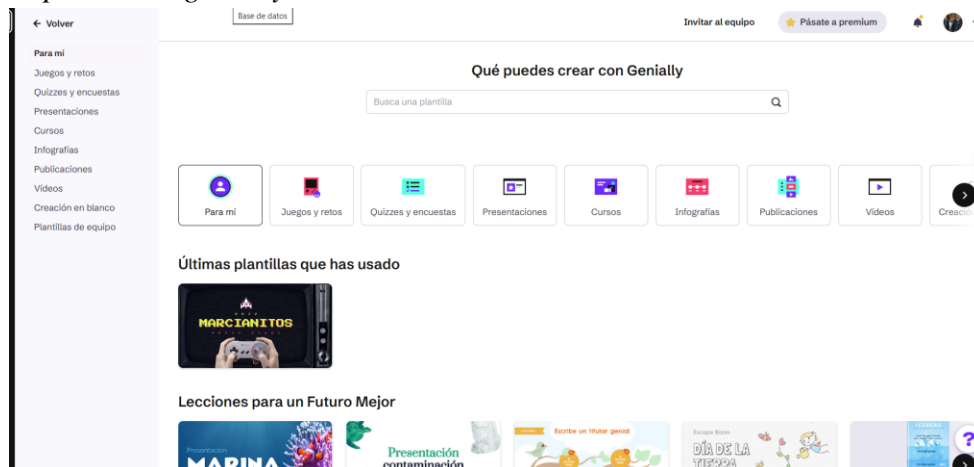 Base de datos
← Volver
Invitar al equipo
Pásate a premium
Para mí
Juegos y retos
Quizzes y encuestas
Presentaciones
Cursos
Infografías
Publicaciones
Vídeos
Creación en blanco
Plantillas de equipo
Qué puedes crear con Genially
Busca una plantilla
Para mí
Juegos y retos
Quizzes y encuestas
Presentaciones
Cursos
Infografías
Publicaciones
Vídeos
Creació
Últimas plantillas que has usado
MARCIANITOS
Lecciones para un Futuro Mejor
Presentación
MARINA
Presentación
contaminación
Escribe un titular genial
Escape Room
DÍA DE LA
TIERRA
?